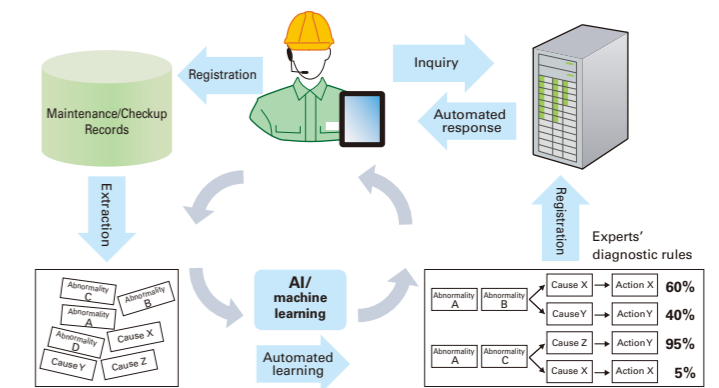 Registration
Inquiry
Maintenance/Checkup
Records
Automated
response
Extraction
Registration
Experts'
diagnostic rules
Abnormality
C
Abnormality
B
Abnormality
A
Abnormality
D
Cause X
Cause Y
Cause Z
AI/
machine
learning
Automated
learning
Abnormality
A
Abnormality
B
Cause X
Action X
60%
CauseY
Action Y
40%
Abnormality
A
Abnormality
C
Cause Z
Action Y
95%
Cause X
Action X
5%